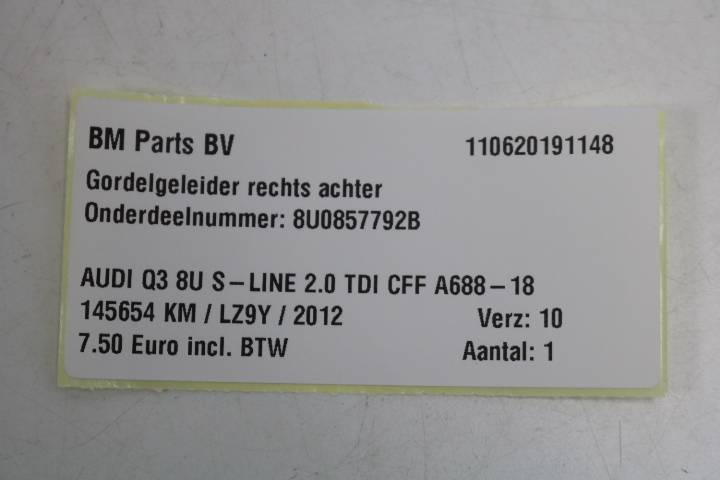 BM Parts BV 110620191148
Gordelgeleider rechts achter
Onderdeelnummer: 8U0857792B
AUDI Q3 8U S-LINE 2.0 TDI CFF A688-18
145654 KM / LZ9Y / 2012 Verz: 10
7.50 Euro incl. BTW Aantal: 1